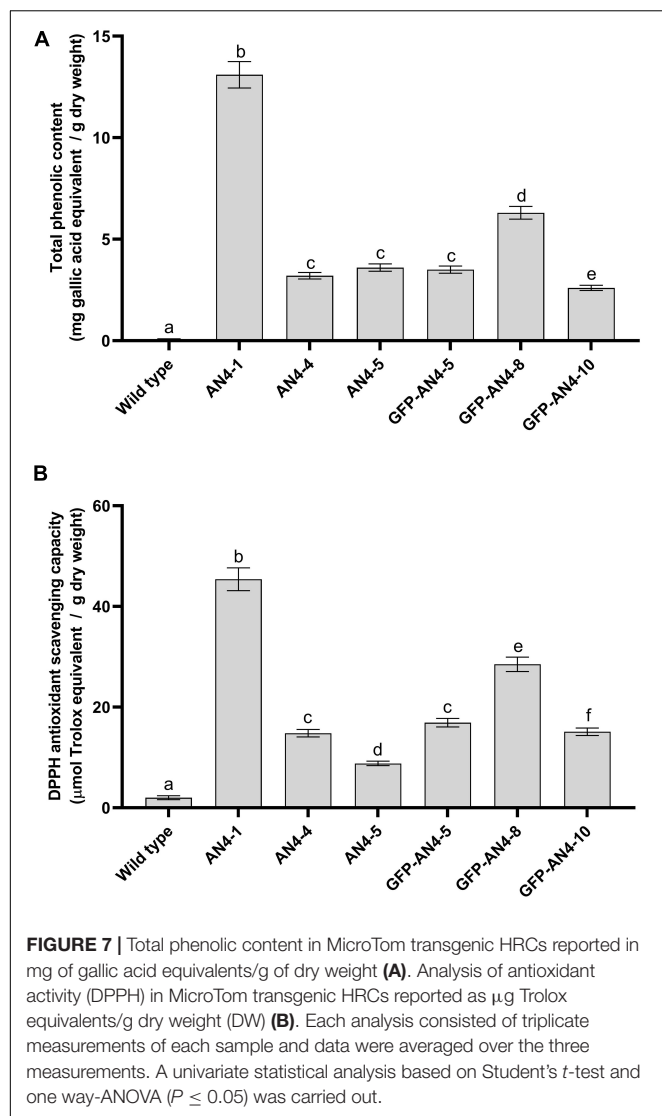 A
Total phenolic content
(mg gallic acid equivalent / g dry weight)
15
10
5
0
a
b
c
c
c
d
e
Wild type
AN4-1
AN4-4
AN4-5
GFP-AN4-5
GFP-AN4-8
GFP-AN4-10
B
DPPH antioxidant scavenging capacity
(μmol Trolox equivalent / g dry weight)
60
40
20
0
a
b
c
d
c
e
f
Wild type
AN4-1
AN4-4
AN4-5
GFP-AN4-5
GFP-AN4-8
GFP-AN4-10
FIGURE 7 | Total phenolic content in MicroTom transgenic HRCs reported in
mg of gallic acid equivalents/g of dry weight (A). Analysis of antioxidant
activity (DPPH) in MicroTom transgenic HRCs reported as μg Trolox
equivalents/g dry weight (DW) (B). Each analysis consisted of triplicate
measurements of each sample and data were averaged over the three
measurements. A univariate statistical analysis based on Student's t-test and
one way-ANOVA (P ≤ 0.05) was carried out.